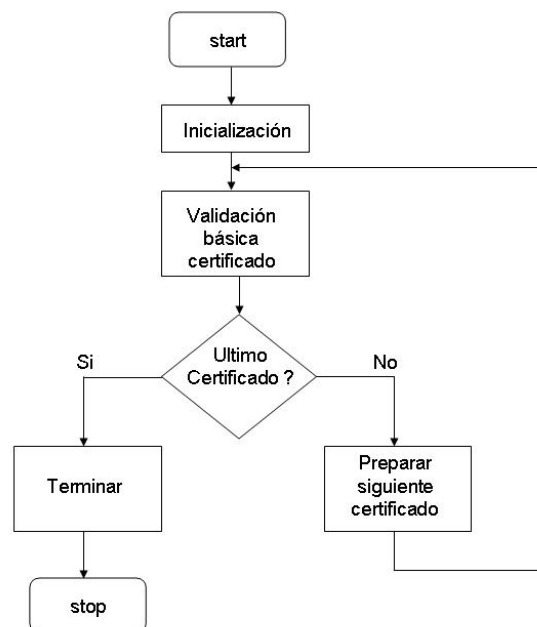 start
Inicialización
Validación
básica
certificado
Ultimo
Certificado ?
Si
No
Terminar
Preparar
siguiente
certificado
stop